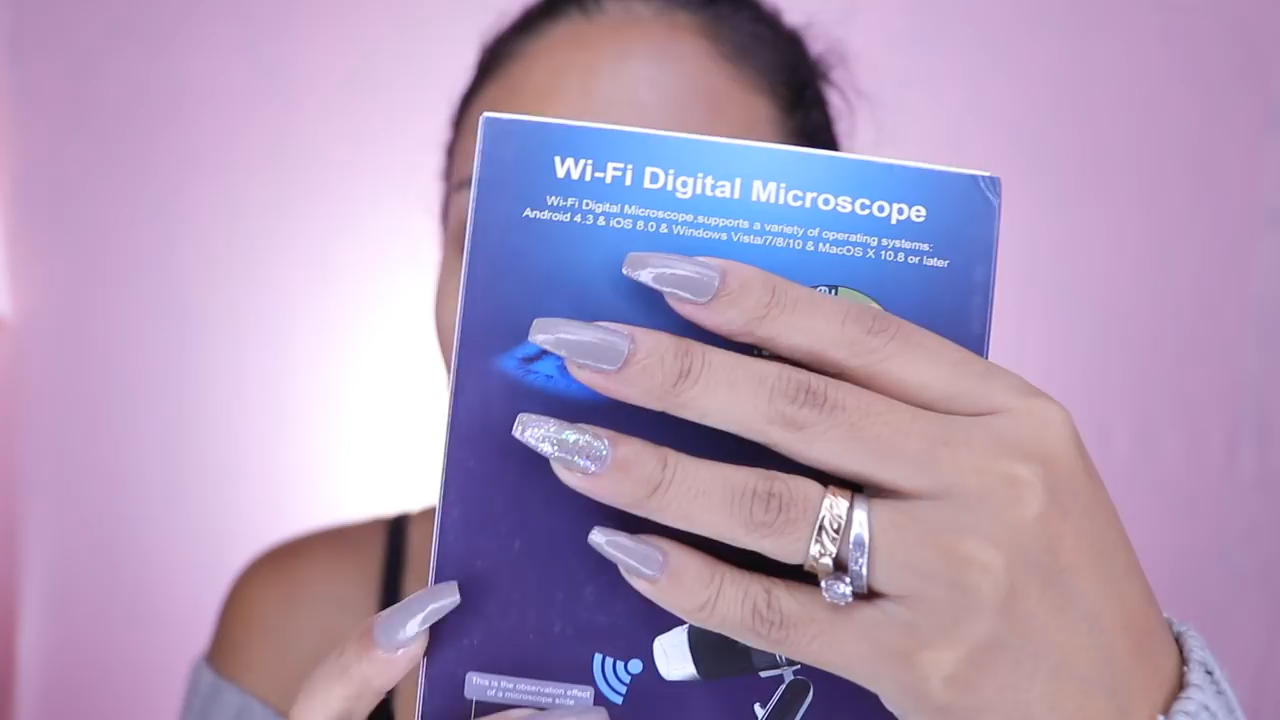 Wi-Fi Digital Microscope
Wi-Fi Digital Microscope,supports a variety of operating systems:
Android 4.3 & iOS 8.0 & Windows Vista/7/8/10 & MacOS X 10.8 or later
This is the observation effect
of a microscope slide